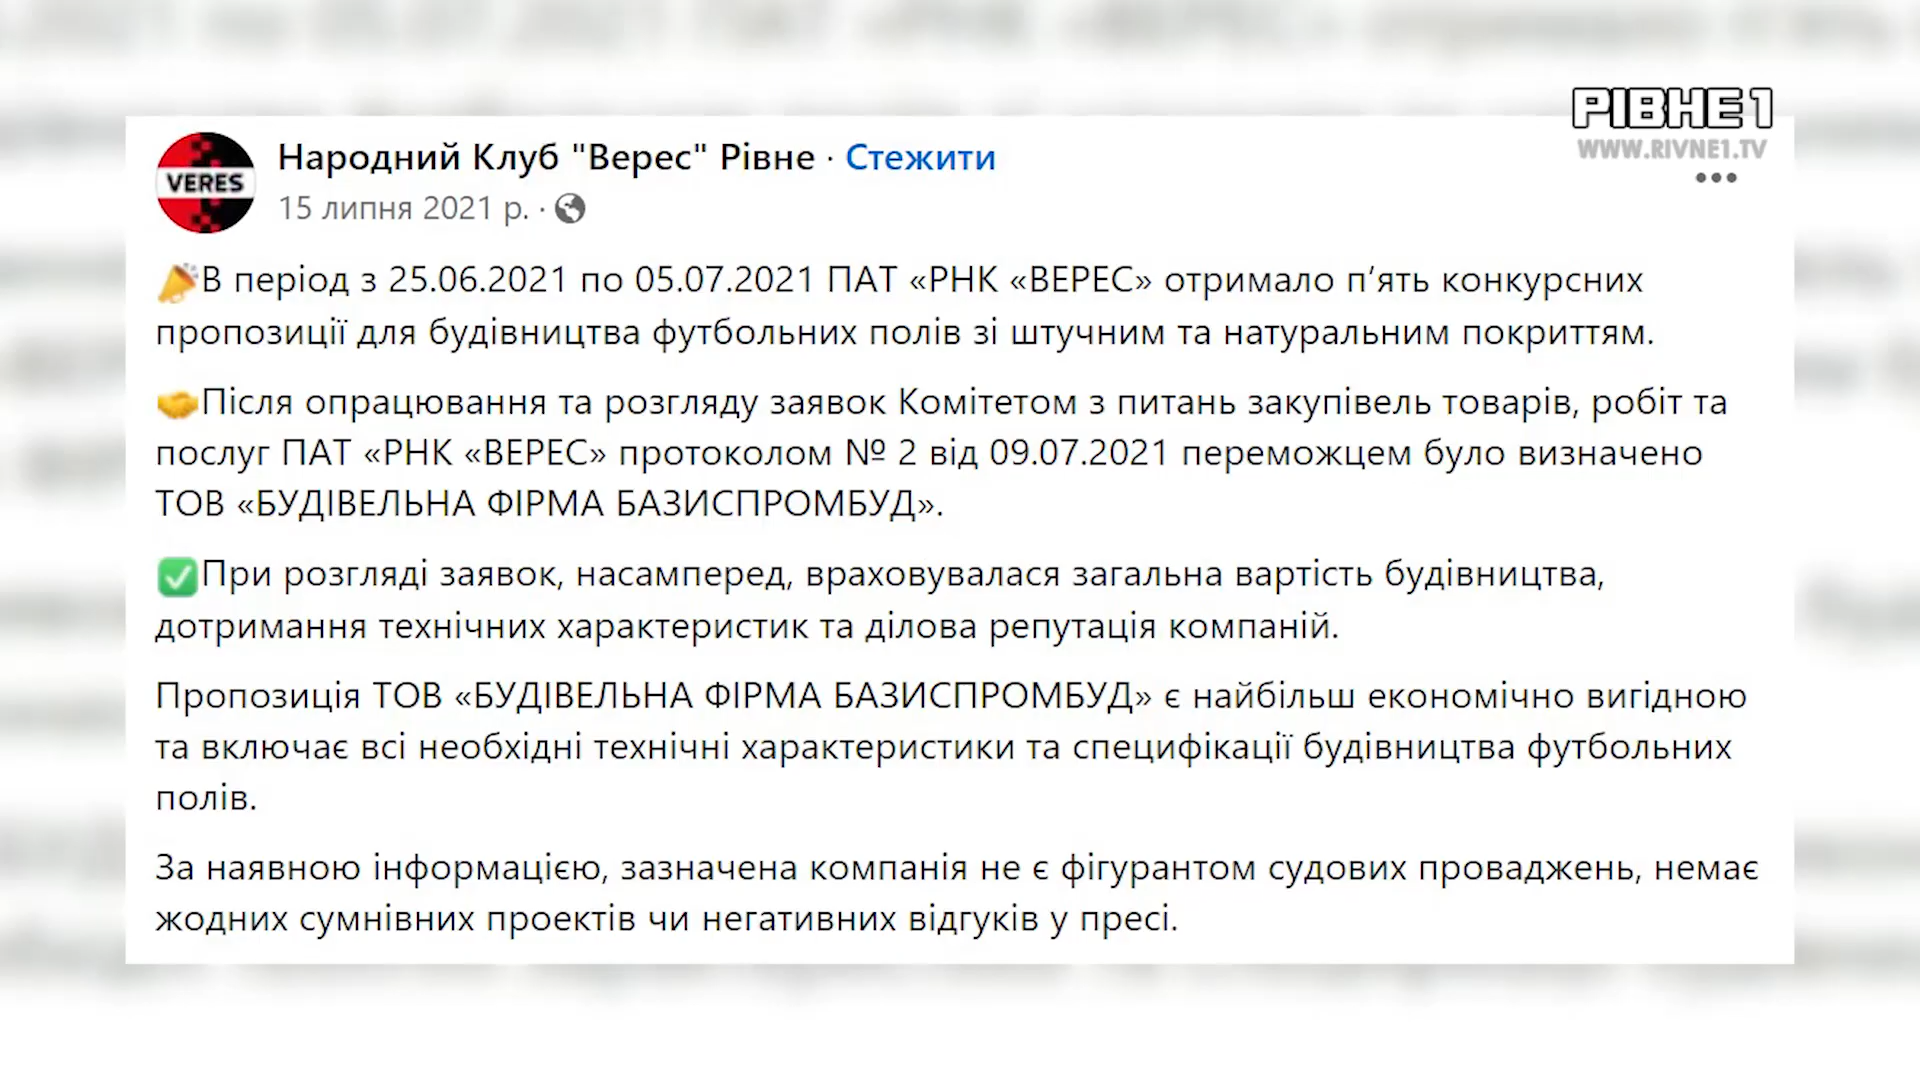 РІВНЕ 1
WWW.RIVNE1.TV
VERES
Народний Клуб "Верес" Рівне · Стежити
15 липня 2021 р. ·
В період з 25.06.2021 по 05.07.2021 ПАТ «РНК «ВЕРЕС» отримало п’ять конкурсних
пропозиції для будівництва футбольних полів зі штучним та натуральним покриттям.
Після опрацювання та розгляду заявок Комітетом з питань закупівель товарів, робіт та
послуг ПАТ «РНК «ВЕРЕС» протоколом № 2 від 09.07.2021 переможцем було визначено
ТОВ «БУДІВЕЛЬНА ФІРМА БАЗИСПРОМБУД».
При розгляді заявок, насамперед, враховувалася загальна вартість будівництва,
дотримання технічних характеристик та ділова репутація компаній.
Пропозиція ТОВ «БУДІВЕЛЬНА ФІРМА БАЗИСПРОМБУД» є найбільш економічно вигідною
та включає всі необхідні технічні характеристики та специфікації будівництва футбольних
полів.
За наявною інформацією, зазначена компанія не є фігурантом судових проваджень, немає
жодних сумнівних проектів чи негативних відгуків у пресі.